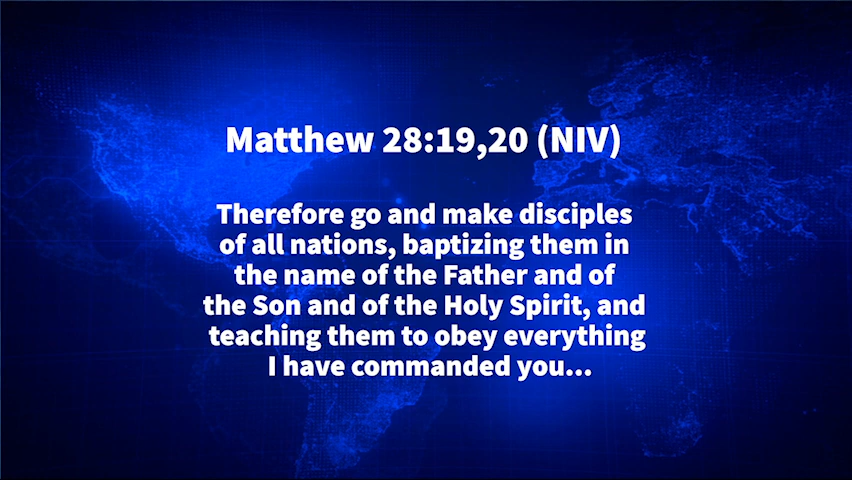 Matthew 28:19,20 (NIV)
Therefore go and make disciples
of all nations, baptizing them in
the name of the Father and of
the Son and of the Holy Spirit, and
teaching them to obey everything
I have commanded you...